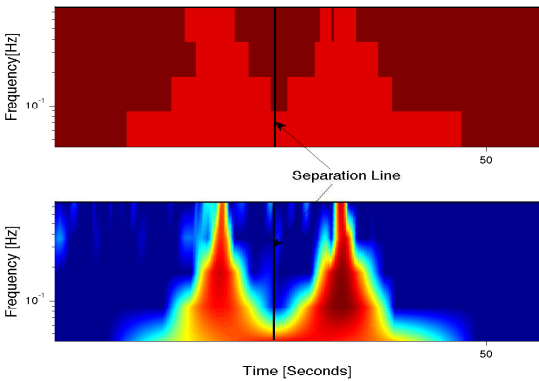 Frequency[Hz]
10⁻¹
50
Separation Line
Frequency [Hz]
10⁻¹
50
Time [Seconds]